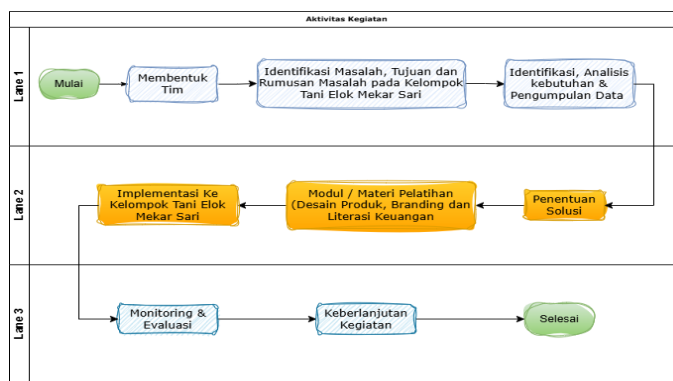 Aktivitas Kegiatan
Lane 1
Mulai
Membentuk
Tim
Identifikasi Masalah, Tujuan dan
Rumusan Masalah pada Kelompok
Tani Elok Mekar Sari
Identifikasi, Analisis
kebutuhan &
Pengumpulan Data
Lane 2
Implementasi Ke
Kelompok Tani Elok
Mekar Sari
Modul / Materi Pelatihan
(Desain Produk, Branding dan
Literasi Keuangan
Penentuan
Solusi
Lane 3
Monitoring &
Evaluasi
Keberlanjutan
Kegiatan
Selesai